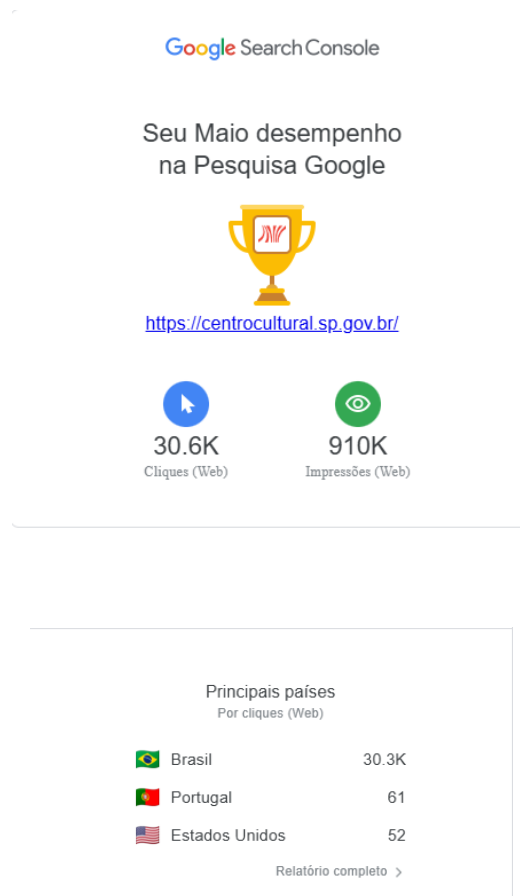 Google Search Console
Seu Maio desempenho
na Pesquisa Google
https://centrocultural.sp.gov.br/
30.6K 910K
Cliques (Web) Impressões (Web)
Principais países
Por cliques (Web)
Brasil 30.3K
Portugal 61
Estados Unidos 52
Relatório completo >